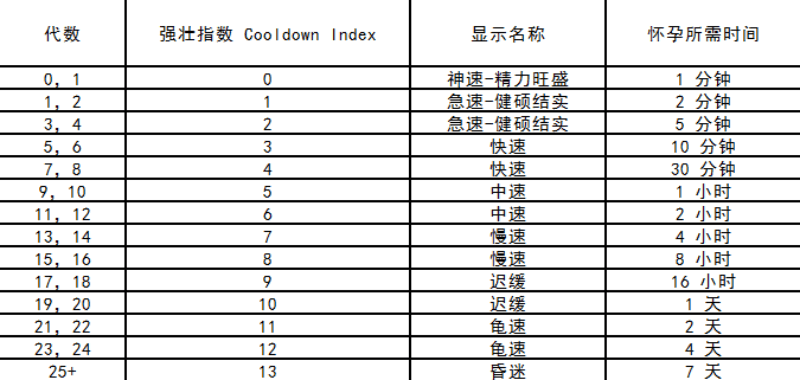 代数 强壮指数 Cooldown Index 显示名称 怀孕所需时间
0, 1 0 神速-精力旺盛 1 分钟
1, 2 1 急速-健硕结实 2 分钟
3, 4 2 急速-健硕结实 5 分钟
5, 6 3 快速 10 分钟
7, 8 4 快速 30 分钟
9, 10 5 中速 1 小时
11, 12 6 中速 2 小时
13, 14 7 慢速 4 小时
15, 16 8 慢速 8 小时
17, 18 9 迟缓 16 小时
19, 20 10 迟缓 1 天
21, 22 11 龟速 2 天
23, 24 12 龟速 4 天
25+ 13 昏迷 7 天